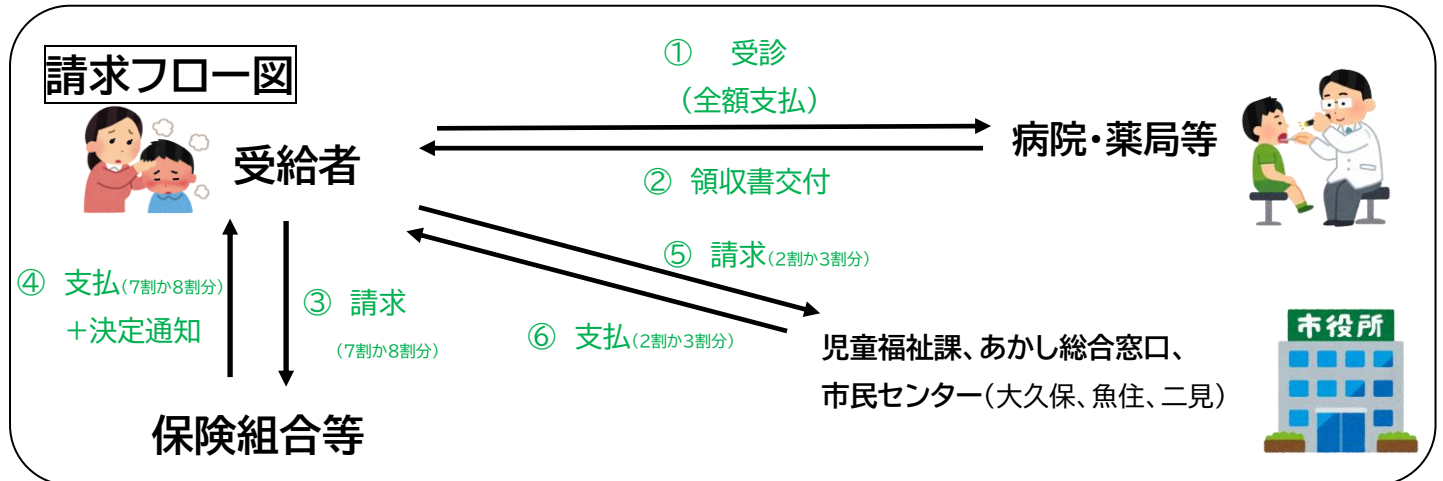 請求フロー図
① 受診
(全額支払)
受給者
病院・薬局等
② 領収書交付
④ 支払(7割か8割分)
+決定通知
③ 請求
(7割か8割分)
⑤ 請求(2割か3割分)
⑥ 支払(2割か3割分)
市役所
児童福祉課、あかし総合窓口、
市民センター(大久保、魚住、二見)
保険組合等